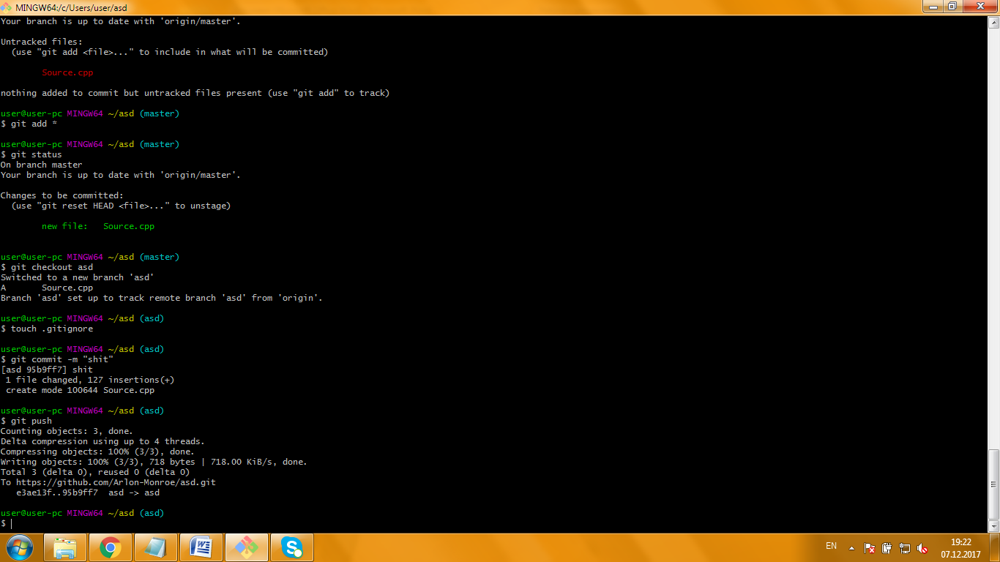 MINGW64:/c/Users/user/asd
Your branch is up to date with 'origin/master'.
Untracked files:
  (use "git add <file>..." to include in what will be committed)
        Source.cpp
nothing added to commit but untracked files present (use "git add" to track)
user@user-pc MINGW64 ~/asd (master)
$ git add *
user@user-pc MINGW64 ~/asd (master)
$ git status
On branch master
Your branch is up to date with 'origin/master'.
Changes to be committed:
  (use "git reset HEAD <file>..." to unstage)
        new file:   Source.cpp
user@user-pc MINGW64 ~/asd (master)
$ git checkout asd
Switched to a new branch 'asd'
A       Source.cpp
Branch 'asd' set up to track remote branch 'asd' from 'origin'.
user@user-pc MINGW64 ~/asd (asd)
$ touch .gitignore
user@user-pc MINGW64 ~/asd (asd)
$ git commit -m "shit"
[asd 95b9ff7] shit
 1 file changed, 127 insertions(+)
 create mode 100644 Source.cpp
user@user-pc MINGW64 ~/asd (asd)
$ git push
Counting objects: 3, done.
Delta compression using up to 4 threads.
Compressing objects: 100% (3/3), done.
Writing objects: 100% (3/3), 718 bytes | 718.00 KiB/s, done.
Total 3 (delta 0), reused 0 (delta 0)
To https://github.com/Arlon-Monroe/asd.git
   e3ae13f..95b9ff7  asd -> asd
user@user-pc MINGW64 ~/asd (asd)
$
EN
19:22
07.12.2017